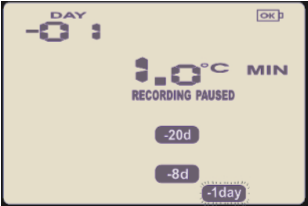 DAY
OK
-01:
1.0°C MIN
RECORDING PAUSED
-20d
-8d
-1day